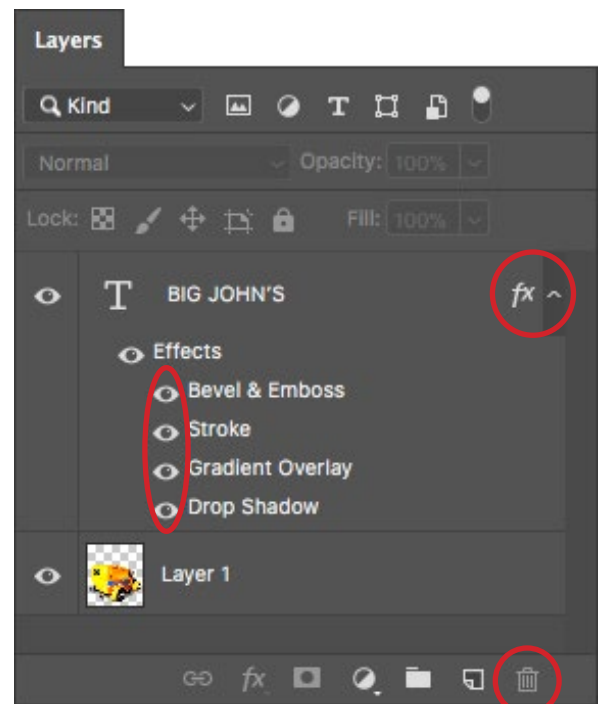 Layers
Kind T
Normal Opacity: 100%
Lock: Fill: 100%
T BIG JOHN'S fx
Effects
Bevel & Emboss
Stroke
Gradient Overlay
Drop Shadow
Layer 1
fx